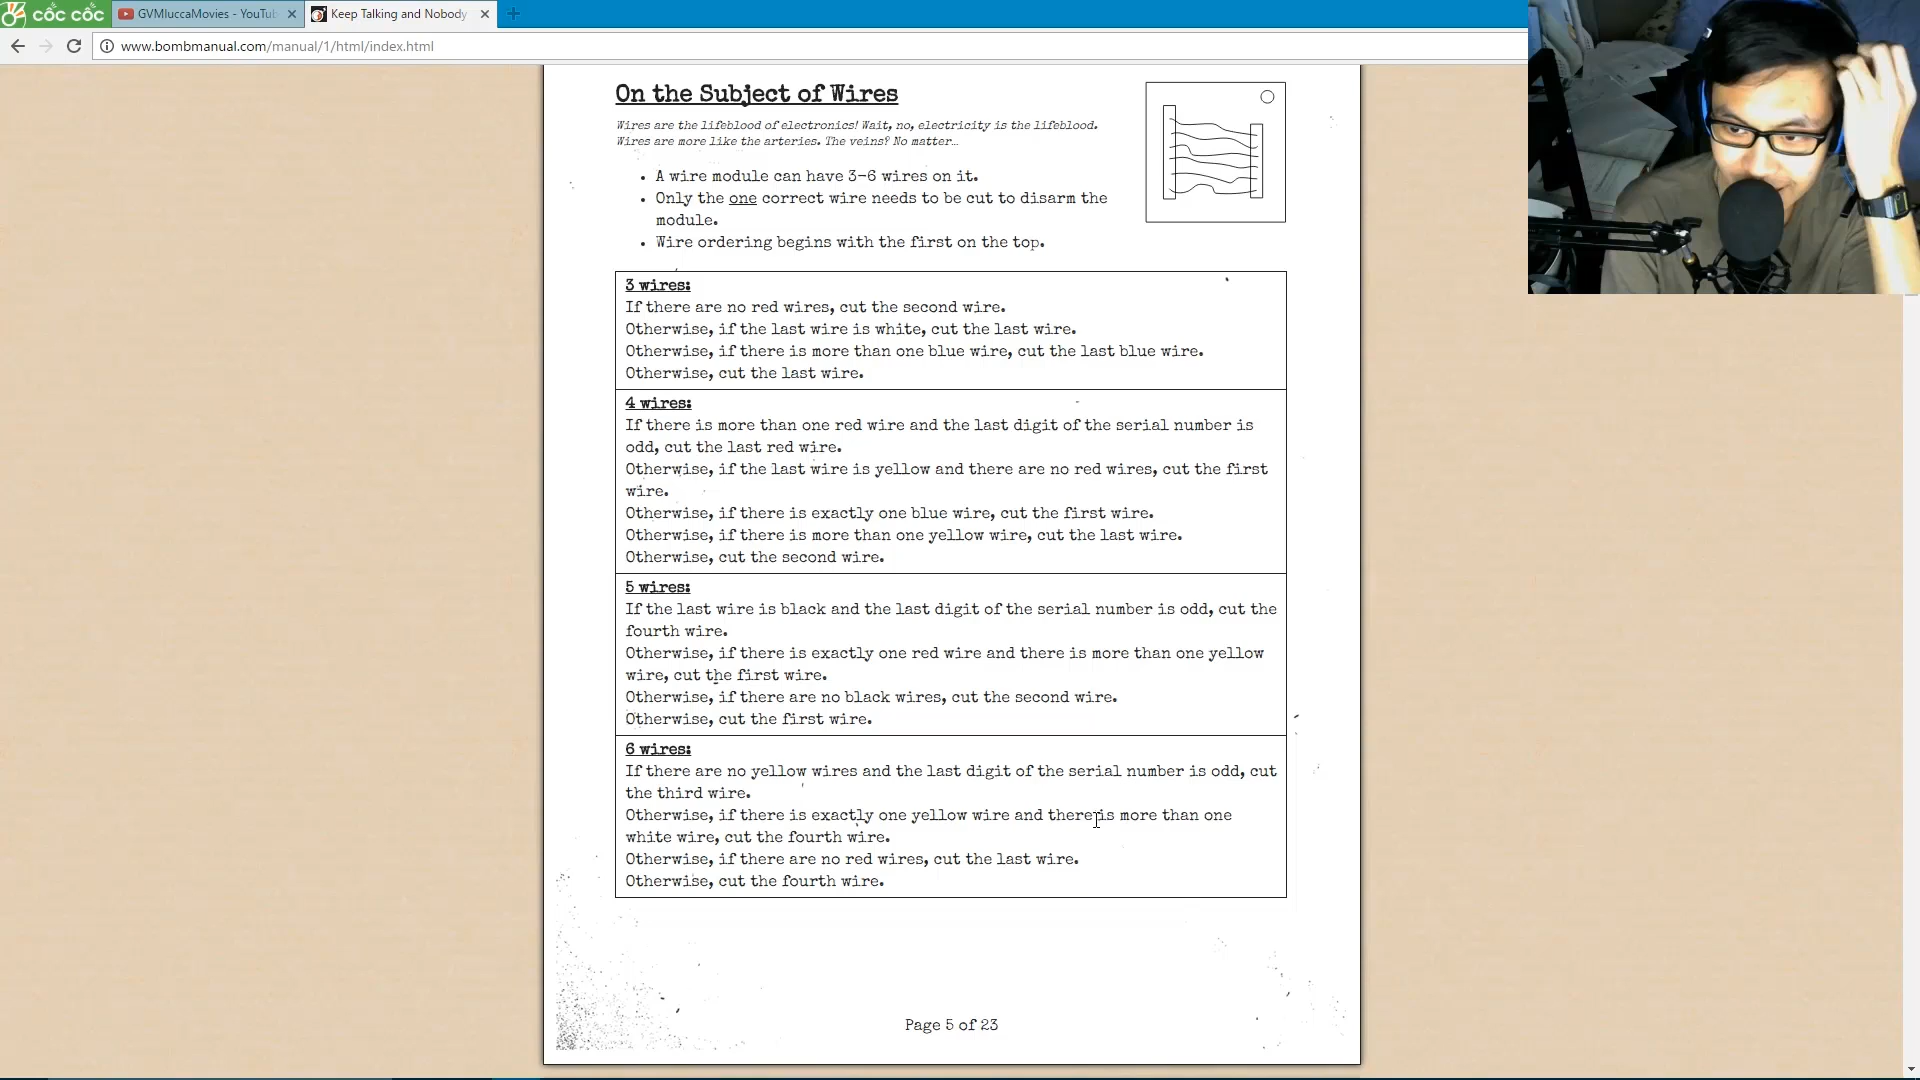 cốc cốc
GVMluccaMovies - YouTu
Keep Talking and Nobody
www.bombmanual.com/manual/1/html/index.html
On the Subject of Wires
Wires are the lifeblood of electronics! Wait, no, electricity is the lifeblood.
Wires are more like the arteries. The veins? No matter…
• A wire module can have 3-6 wires on it.
• Only the one correct wire needs to be cut to disarm the
module.
• Wire ordering begins with the first on the top.
3 wires:
If there are no red wires, cut the second wire.
Otherwise, if the last wire is white, cut the last wire.
Otherwise, if there is more than one blue wire, cut the last blue wire.
Otherwise, cut the last wire.
4 wires:
If there is more than one red wire and the last digit of the serial number is
odd, cut the last red wire.
Otherwise, if the last wire is yellow and there are no red wires, cut the first
wire.
Otherwise, if there is exactly one blue wire, cut the first wire.
Otherwise, if there is more than one yellow wire, cut the last wire.
Otherwise, cut the second wire.
5 wires:
If the last wire is black and the last digit of the serial number is odd, cut the
fourth wire.
Otherwise, if there is exactly one red wire and there is more than one yellow
wire, cut the first wire.
Otherwise, if there are no black wires, cut the second wire.
Otherwise, cut the first wire.
6 wires:
If there are no yellow wires and the last digit of the serial number is odd, cut
the third wire.
Otherwise, if there is exactly one yellow wire and there is more than one
white wire, cut the fourth wire.
Otherwise, if there are no red wires, cut the last wire.
Otherwise, cut the fourth wire.
Page 5 of 23